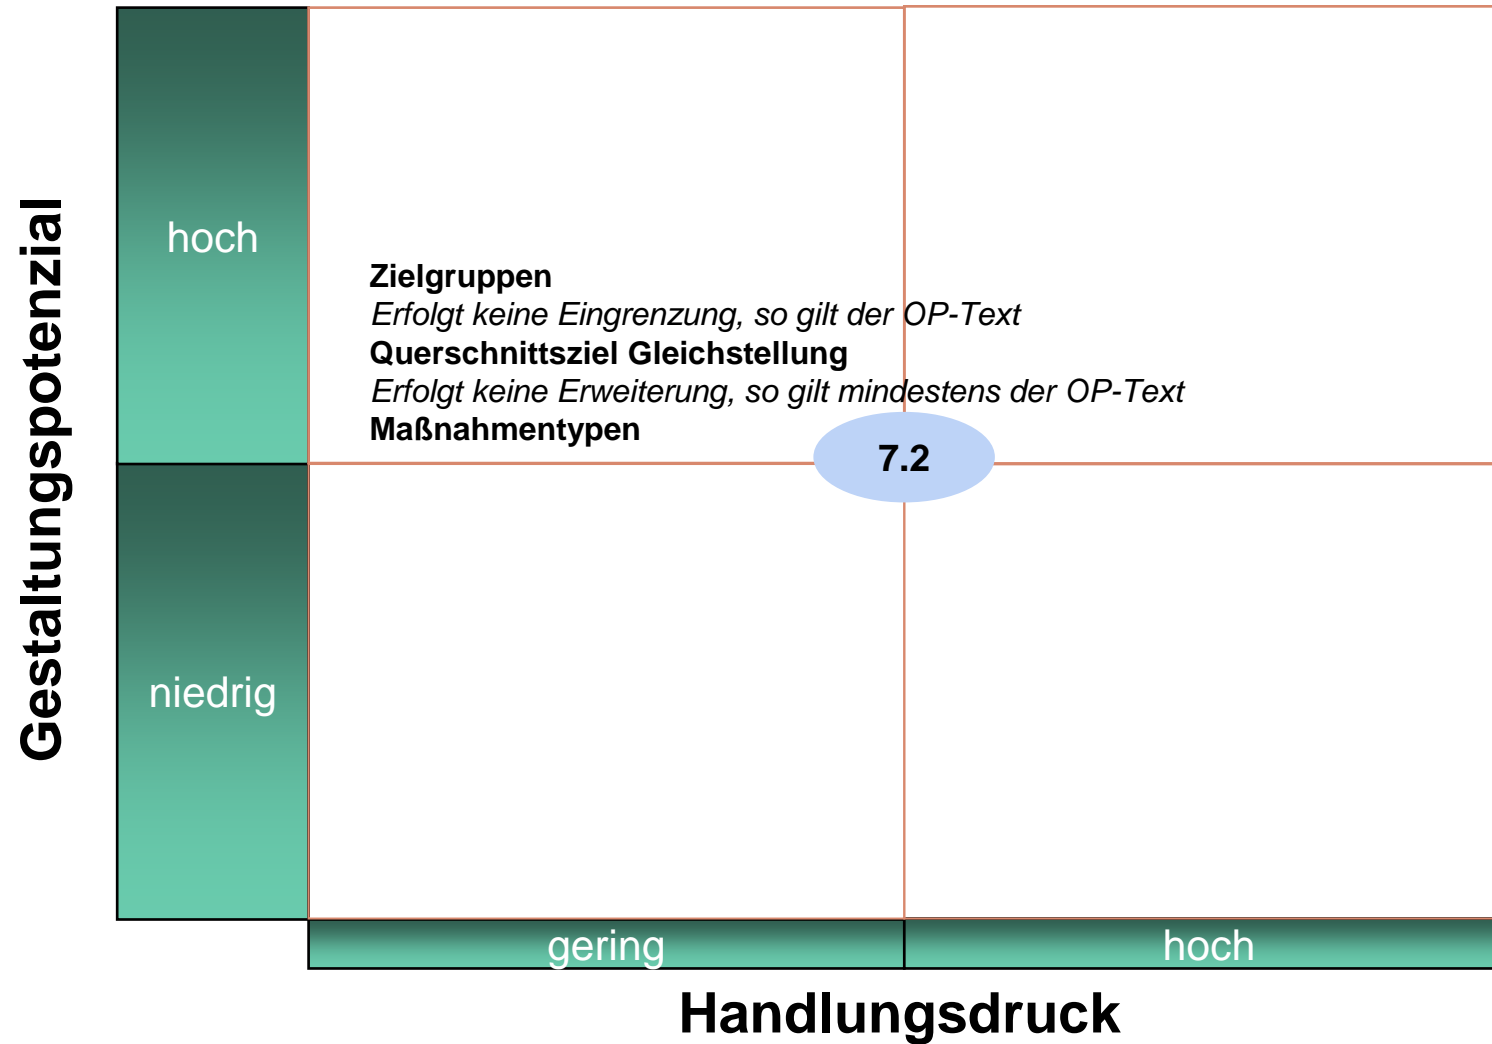 Gestaltungspotenzial
hoch
Zielgruppen
Erfolgt keine Eingrenzung, so gilt der OP-Text
Querschnittsziel Gleichstellung
Erfolgt keine Erweiterung, so gilt mindestens der OP-Text
Maßnahmentypen
7.2
niedrig
gering
hoch
Handlungsdruck